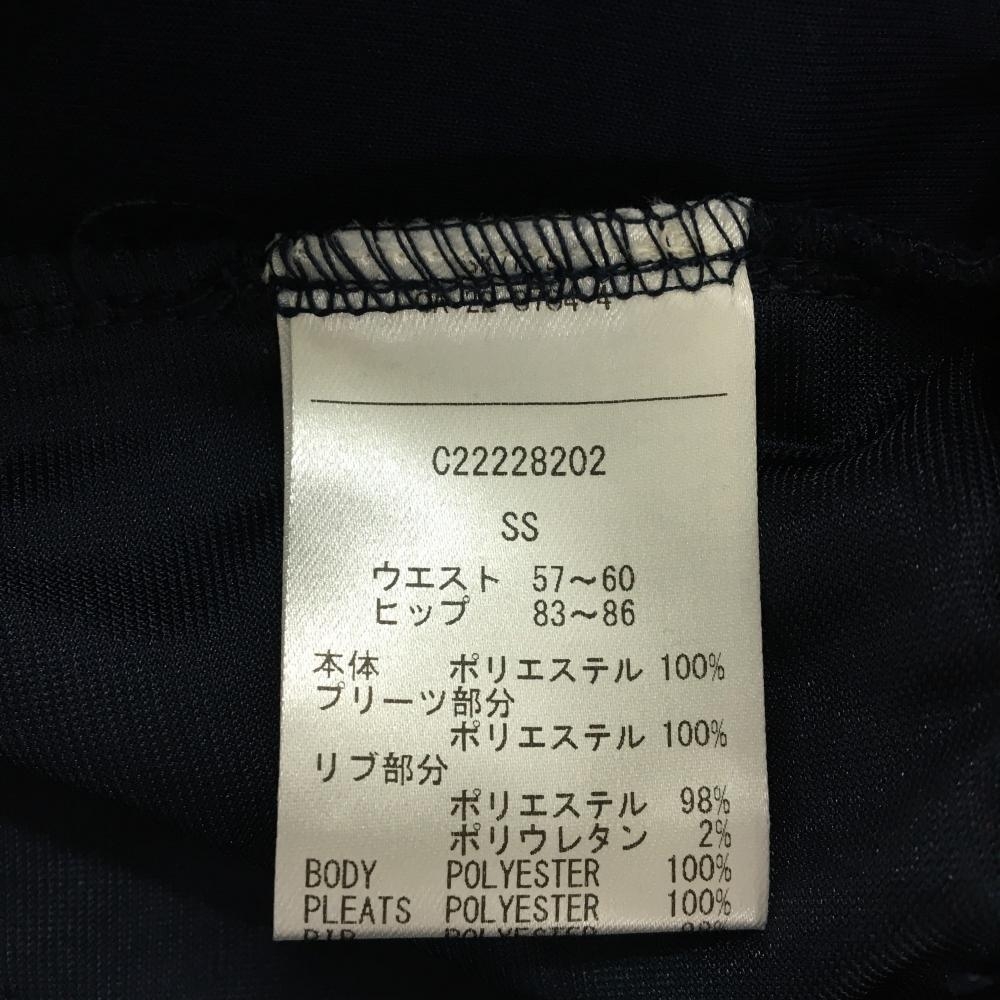 C22228202
SS
ウエスト 57〜60
ヒップ 83〜86
本体 ポリエステル 100%
プリーツ部分
ポリエステル 100%
リブ部分
ポリエステル 98%
ポリウレタン 2%
BODY POLYESTER 100%
PLEATS POLYESTER 100%
RIB POLYESTER